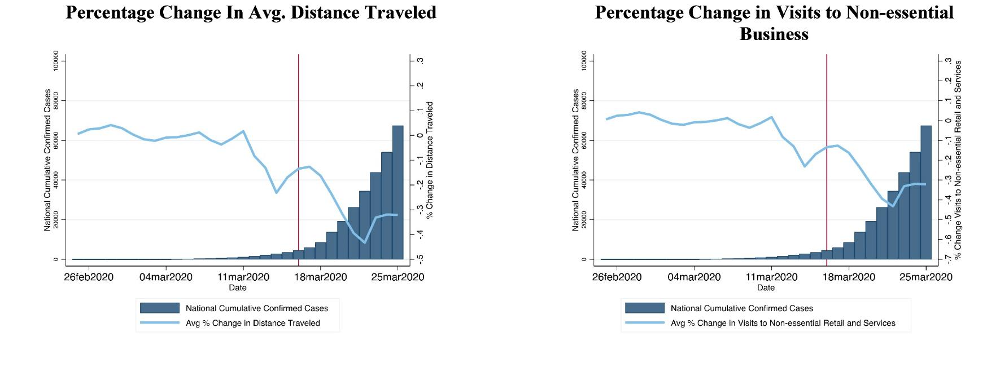 Percentage Change In Avg. Distance Traveled
National Cumulative Confirmed Cases
100000
80000
60000
40000
20000
0
.3
.2
.1
0
-.1
-.2
-.3
-.4
-.5
% Change in Distance Traveled
26feb2020 04mar2020 11mar2020 18mar2020 25mar2020
Date
National Cumulative Confirmed Cases
Avg % Change in Distance Traveled
Percentage Change in Visits to Non-essential
Business
National Cumulative Confirmed Cases
100000
80000
60000
40000
20000
0
.3
.2
.1
0
-.1
-.2
-.3
-.4
-.5
-.6
-.7
% Change Visits to Non-essential Retail and Services
26feb2020 04mar2020 11mar2020 18mar2020 25mar2020
Date
National Cumulative Confirmed Cases
Avg % Change in Visits to Non-essential Retail and Services